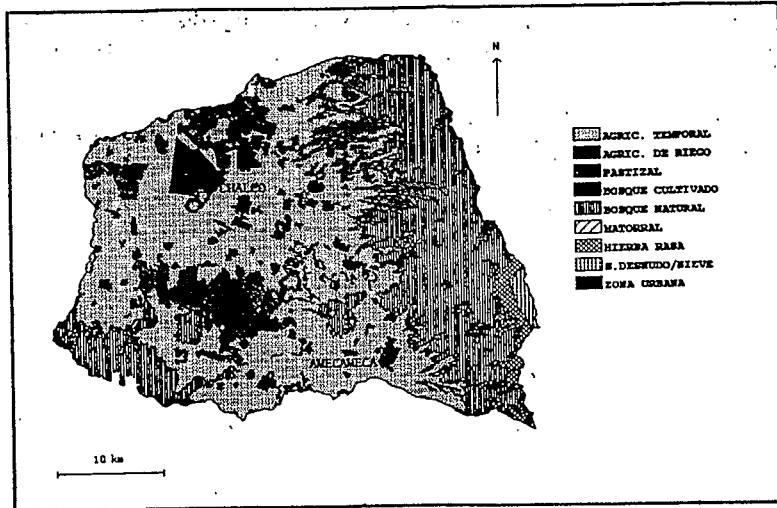 N
AGRIC. TEMPORAL
AGRIC. DE RIEGO
PASTIZAL
BOSQUE CULTIVADO
BOSQUE NATURAL
MATORRAL
HIERBA RASA
S.DESNUDO/NIEVE
ZONA URBANA
CHALCO
AMECAMECA
10 km